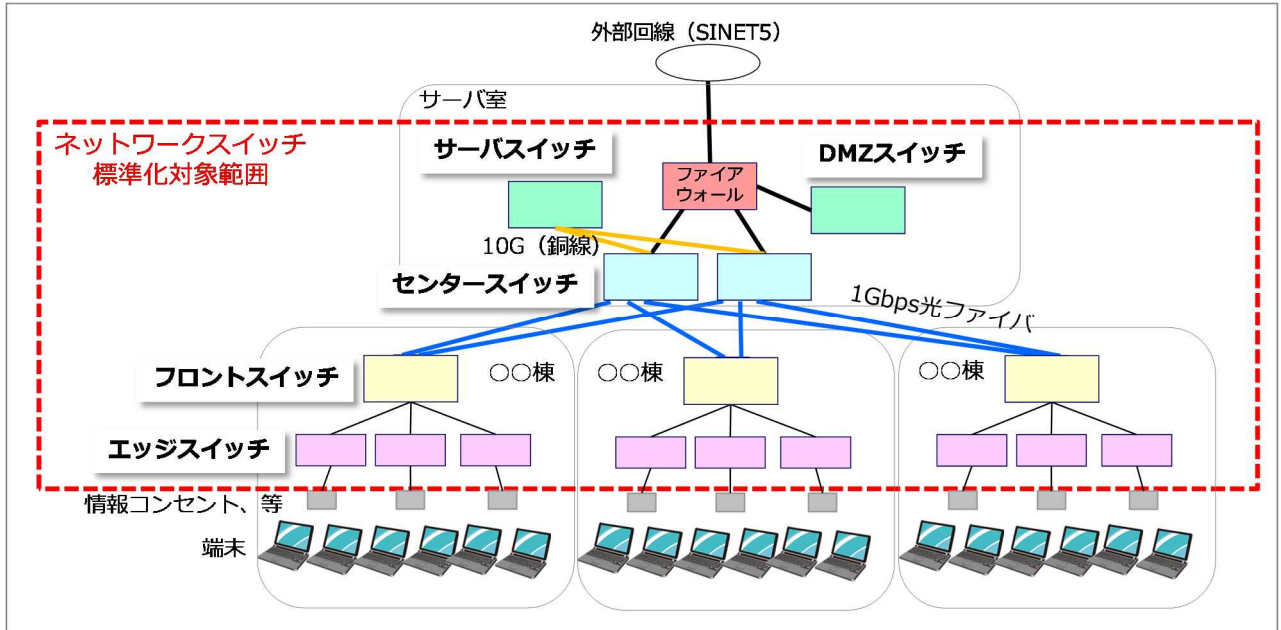 外部回線（SINET5）
サーバ室
ネットワークスイッチ
標準化対象範囲
サーバスイッチ
DMZスイッチ
ファイア
ウォール
10G（銅線）
センタースイッチ
1Gbps光ファイバ
フロントスイッチ
○○棟
○○棟
○○棟
エッジスイッチ
情報コンセント、等
端末